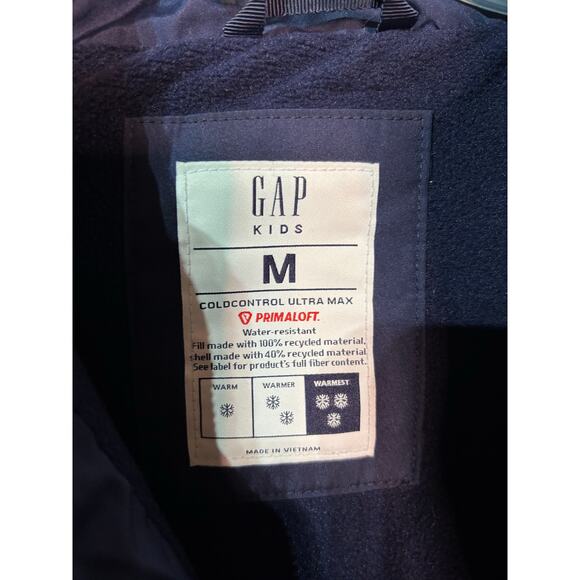 GAP
KIDS
M
COLDCONTROL ULTRA MAX
PRIMALOFT.
Water-resistant
Fill made with 100% recycled material,
shell made with 40% recycled material
See label for product's full fiber content.
WARM WARMER WARMEST
MADE IN VIETNAM